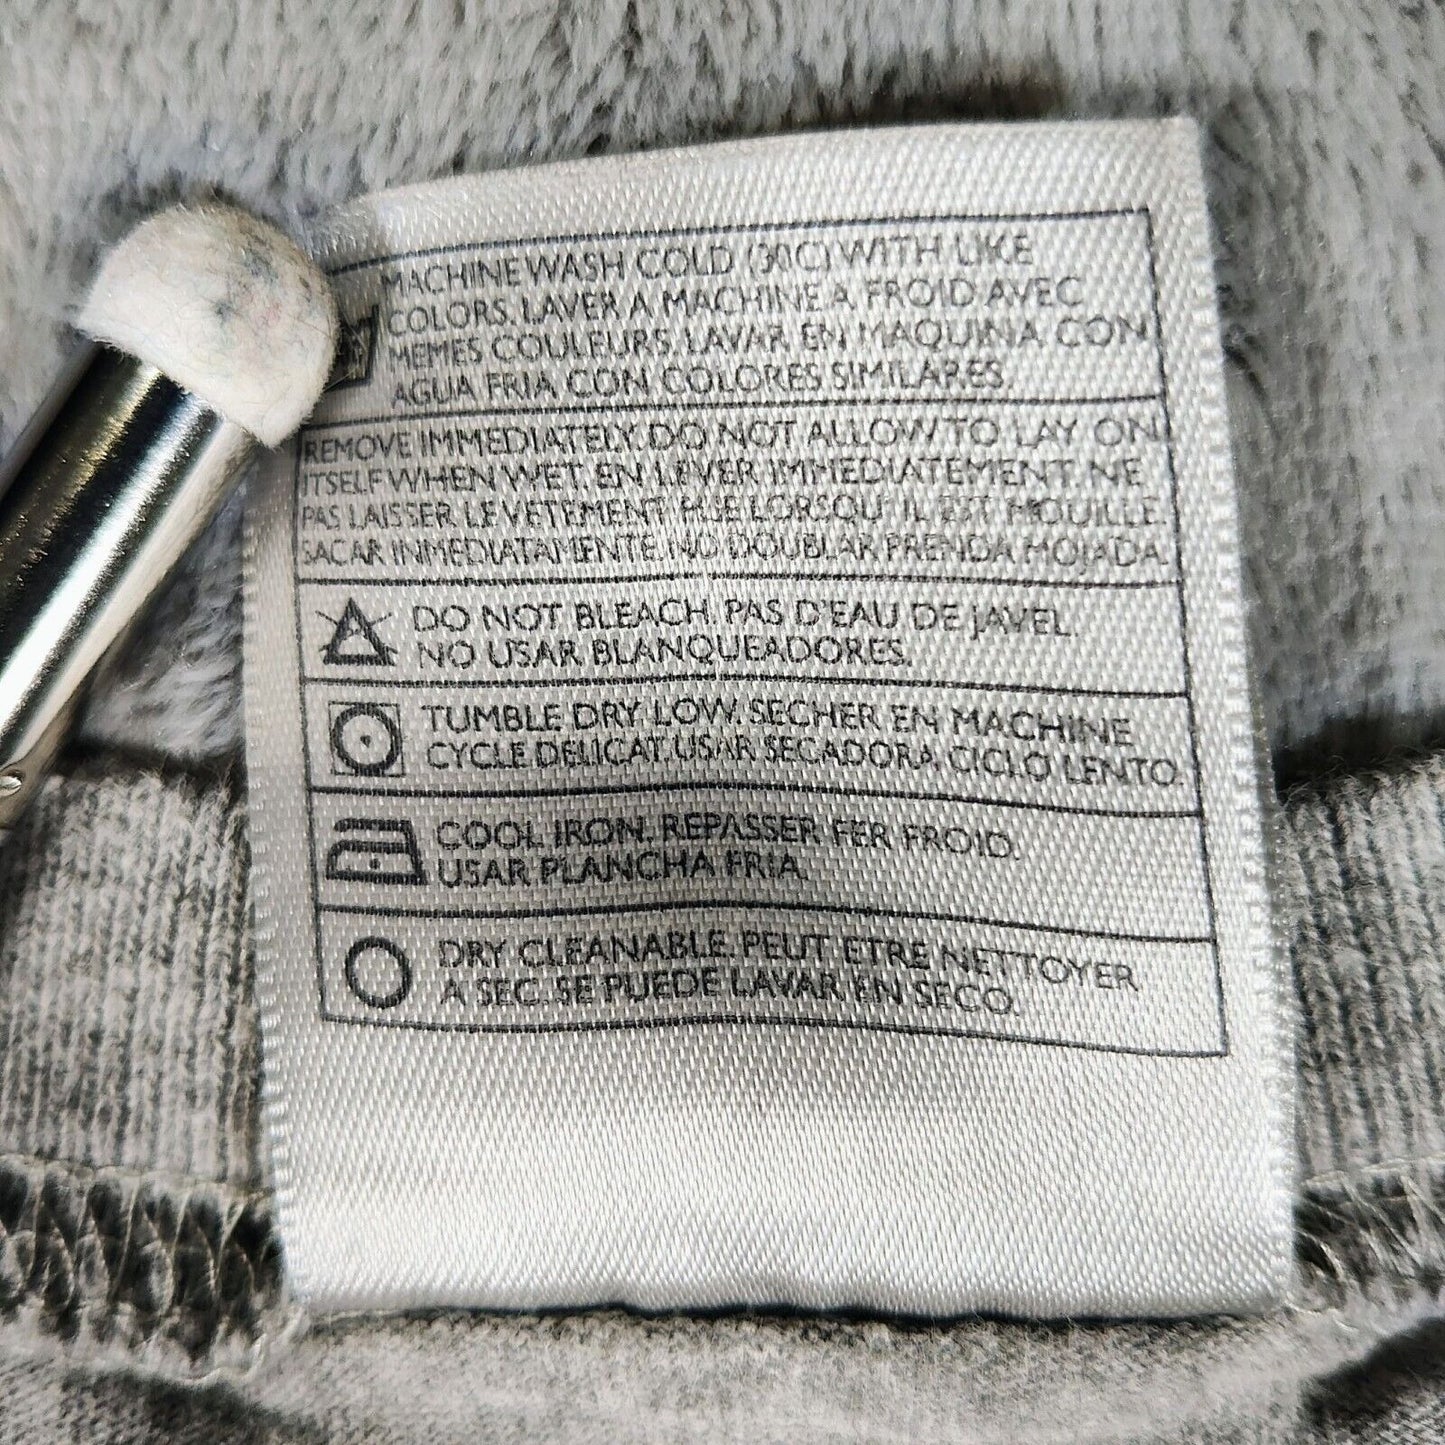 MACHINE WASH COLD (30C) WITH LIKE
COLORS. LAVER A MACHINE A FROID AVEC
MEMES COULEURS. LAVAR EN MAQUINA CON
AGUA FRIA CON COLORES SIMILARES.
REMOVE IMMEDIATELY. DO NOT ALLOW TO LAY ON
ITSELF WHEN WET. EN LEVER IMMEDIATEMENT. NE
PAS LAISSER LE VETEMENT HUE LORSQU' IL EST MOUILLE.
SACAR INMEDIATAMENTE. NO DOUBLAR PRENDA MOJADA.
DO NOT BLEACH. PAS D'EAU DE JAVEL.
NO USAR BLANQUEADORES.
TUMBLE DRY LOW. SECHER EN MACHINE
CYCLE DELICAT. USAR SECADORA, CICLO LENTO.
COOL IRON. REPASSER FER FROID.
USAR PLANCHA FRIA.
DRY CLEANABLE. PEUT ETRE NETTOYER
A SEC. SE PUEDE LAVAR EN SECO.